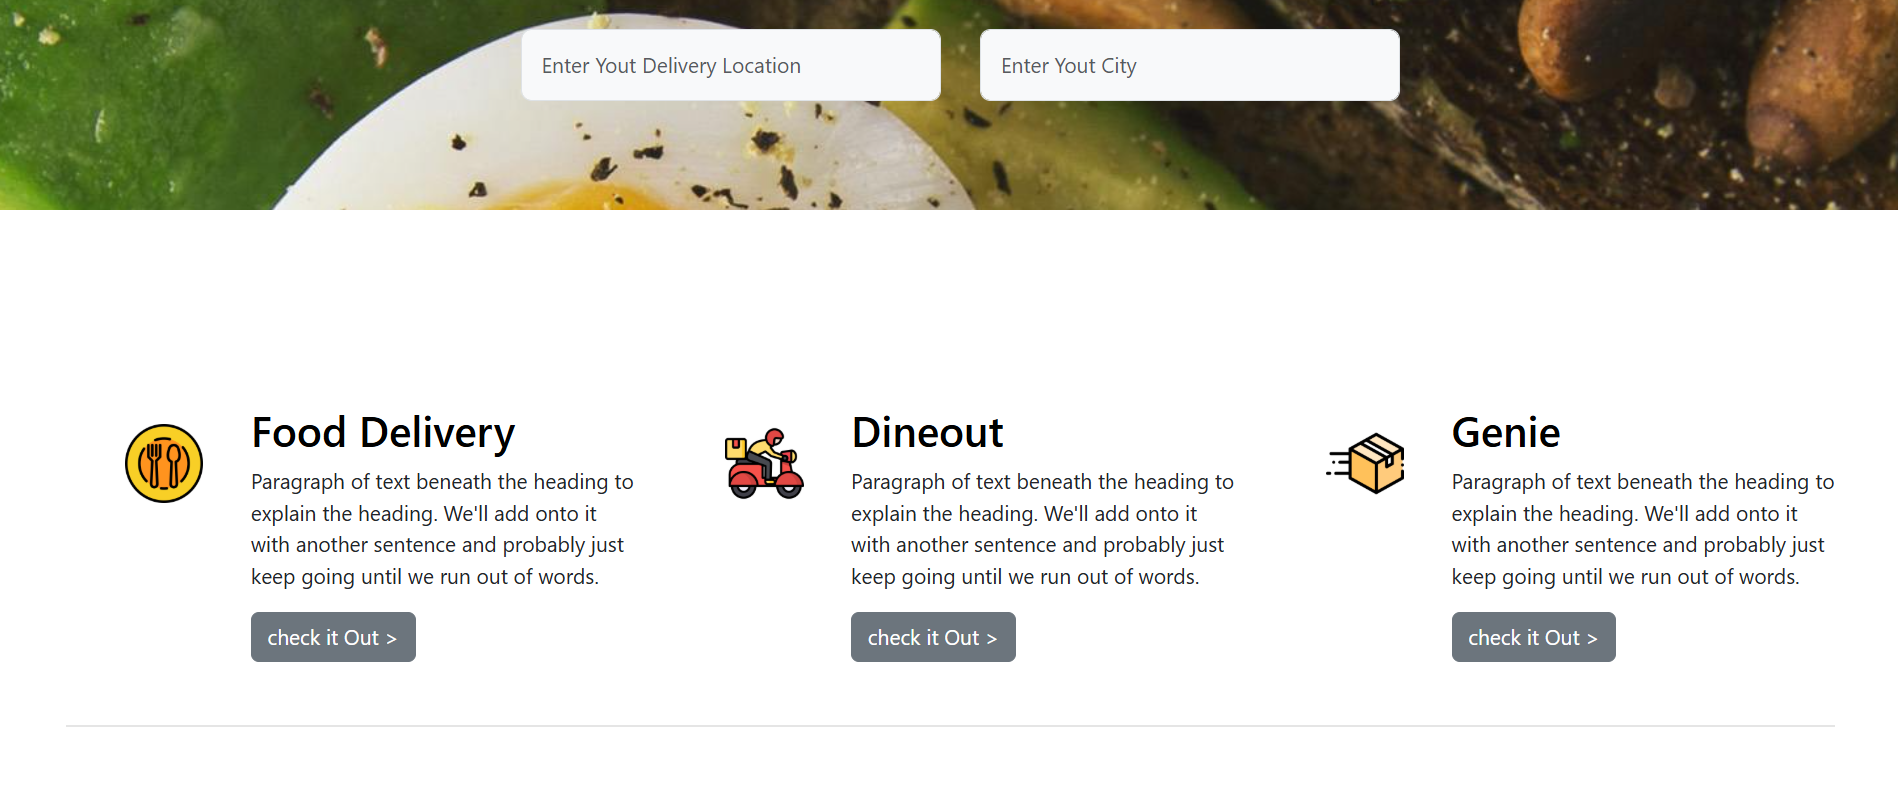 Enter Yout Delivery Location
Enter Yout City
Food Delivery
Paragraph of text beneath the heading to
explain the heading. We'll add onto it
with another sentence and probably just
keep going until we run out of words.
check it Out >
Dineout
Paragraph of text beneath the heading to
explain the heading. We'll add onto it
with another sentence and probably just
keep going until we run out of words.
check it Out >
Genie
Paragraph of text beneath the heading to
explain the heading. We'll add onto it
with another sentence and probably just
keep going until we run out of words.
check it Out >